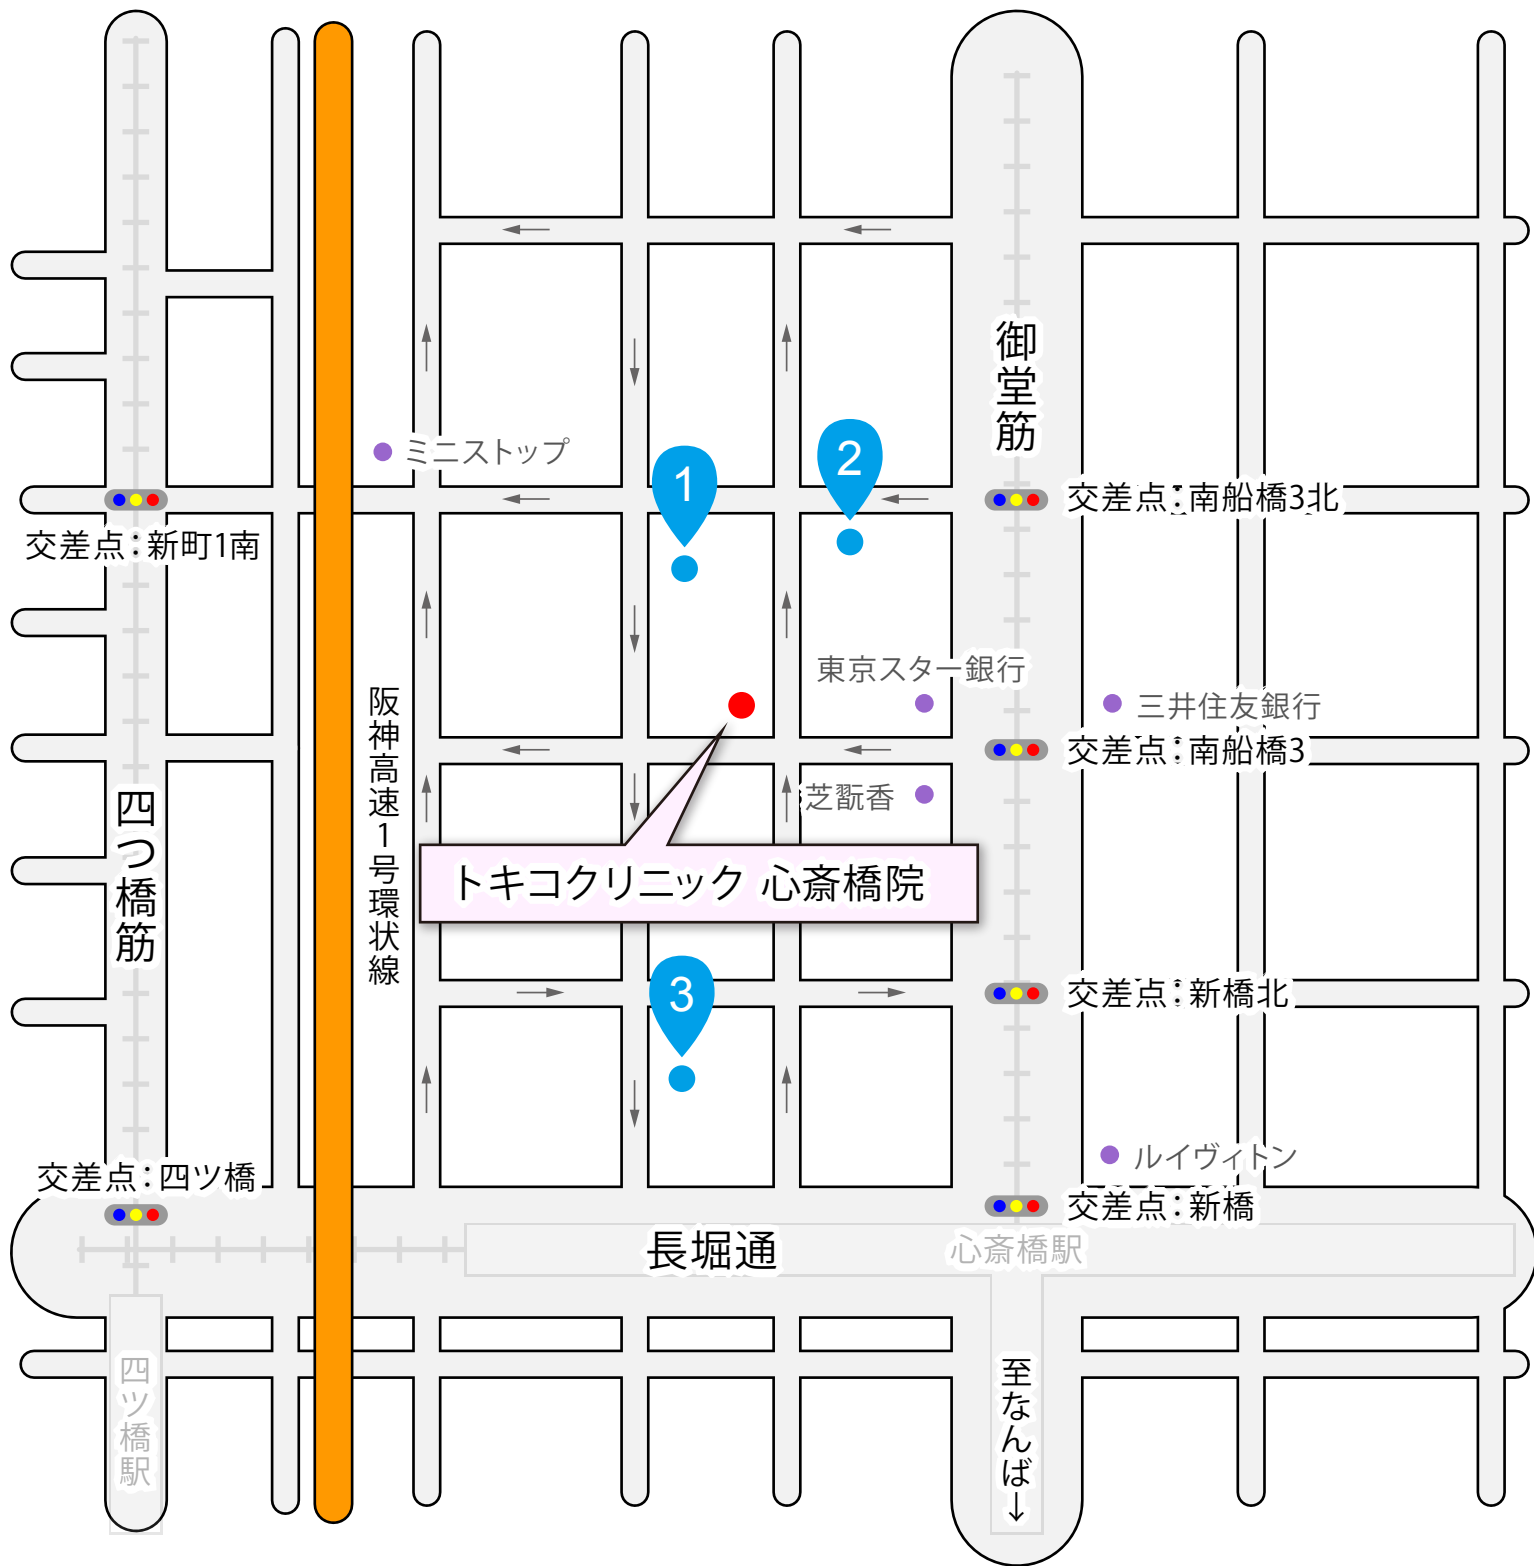 御堂筋
2
ミニストップ
1
交差点：南船橋3北
交差点：新町1南
東京スター銀行
三井住友銀行
交差点：南船橋3
阪神高速1号環状線
四つ橋筋
芝翫香
トキコクリニック 心斎橋院
3
交差点：新橋北
ルイヴィトン
交差点：四ツ橋
交差点：新橋
長堀通
心斎橋駅
四ツ橋駅
至なんば→